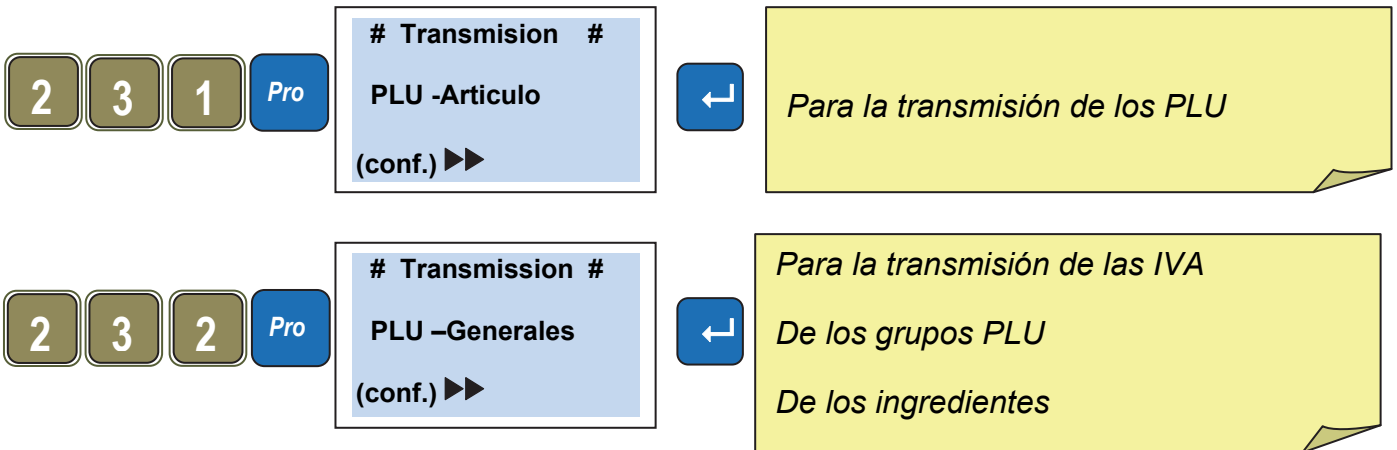 2 3 1 Pro
# Transmision #
PLU -Articulo
(conf.)
Para la transmisión de los PLU
2 3 2 Pro
# Transmission #
PLU –Generales
(conf.)
Para la transmisión de las IVA
De los grupos PLU
De los ingredientes